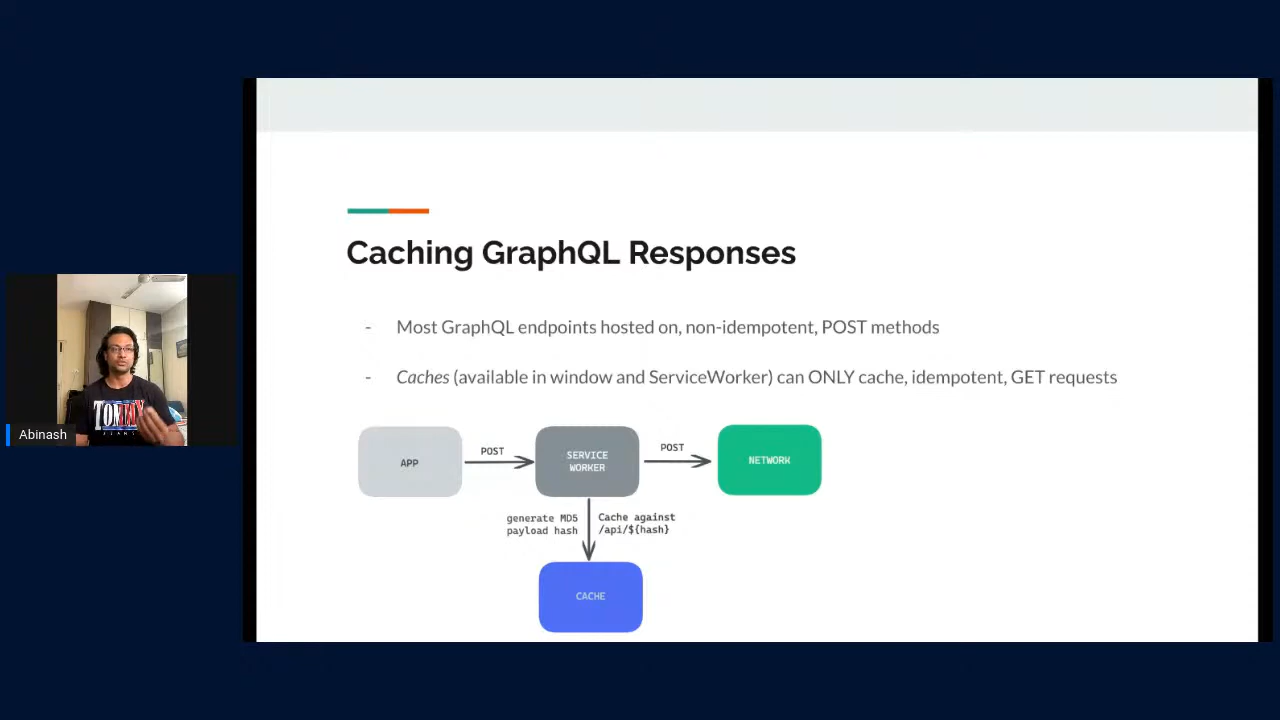 Caching GraphQL Responses
- Most GraphQL endpoints hosted on, non-idempotent, POST methods
- Caches (available in window and ServiceWorker) can ONLY cache, idempotent, GET requests
APP
POST
SERVICE
WORKER
POST
NETWORK
generate MD5
payload hash
Cache against
/api/${hash}
CACHE
TOMMY
JEANS
Abinash